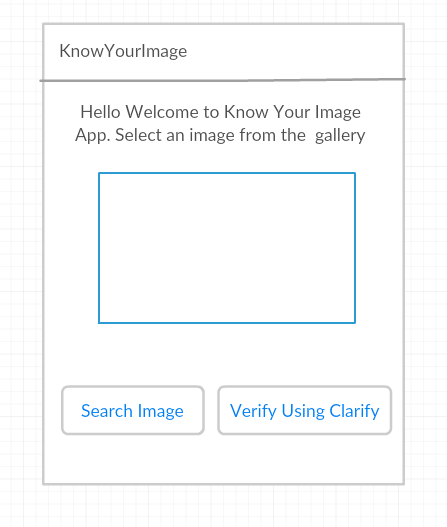 KnowYourImage
Hello Welcome to Know Your Image
App. Select an image from the  gallery
Search Image
Verify Using Clarify